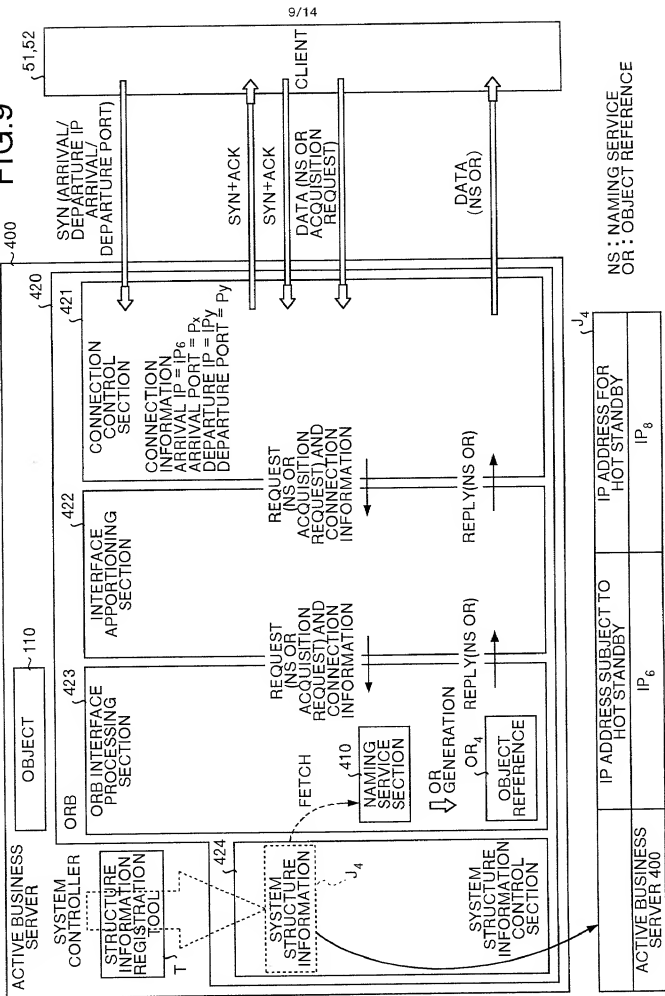 9/14
FIG.9
400
ACTIVE BUSINESS
SERVER
OBJECT
110
SYSTEM
CONTROLLER
STRUCTURE
INFORMATION
REGISTRATION
TOOL
T
420
ORB
424
SYSTEM
STRUCTURE
INFORMATION
J4
SYSTEM
STRUCTURE
INFORMATION
CONTROL
SECTION
423
ORB INTERFACE
PROCESSING
SECTION
FETCH
410
NAMING
SERVICE
SECTION
OR
GENERATION
OR4
OBJECT
REFERENCE
422
INTERFACE
APPORTIONING
SECTION
REQUEST
(NS OR
ACQUISITION
REQUEST) AND
CONNECTION
INFORMATION
REPLY(NS OR)
421
CONNECTION
CONTROL
SECTION
CONNECTION
INFORMATION
ARRIVAL IP = IP6
ARRIVAL PORT = Px
DEPARTURE IP = IPy
DEPARTURE PORT = Py
REQUEST
(NS OR
ACQUISITION
REQUEST) AND
CONNECTION
INFORMATION
REPLY(NS OR)
SYN (ARRIVAL/
DEPARTURE IP
ARRIVAL/
DEPARTURE PORT)
SYN+ACK
SYN+ACK
DATA (NS OR
ACQUISITION
REQUEST)
DATA
(NS OR)
51,52
CLIENT
J4
IP ADDRESS SUBJECT TO
HOT STANDBY
IP ADDRESS FOR
HOT STANDBY
ACTIVE BUSINESS
SERVER 400
IP6
IP8
NS : NAMING SERVICE
OR : OBJECT REFERENCE